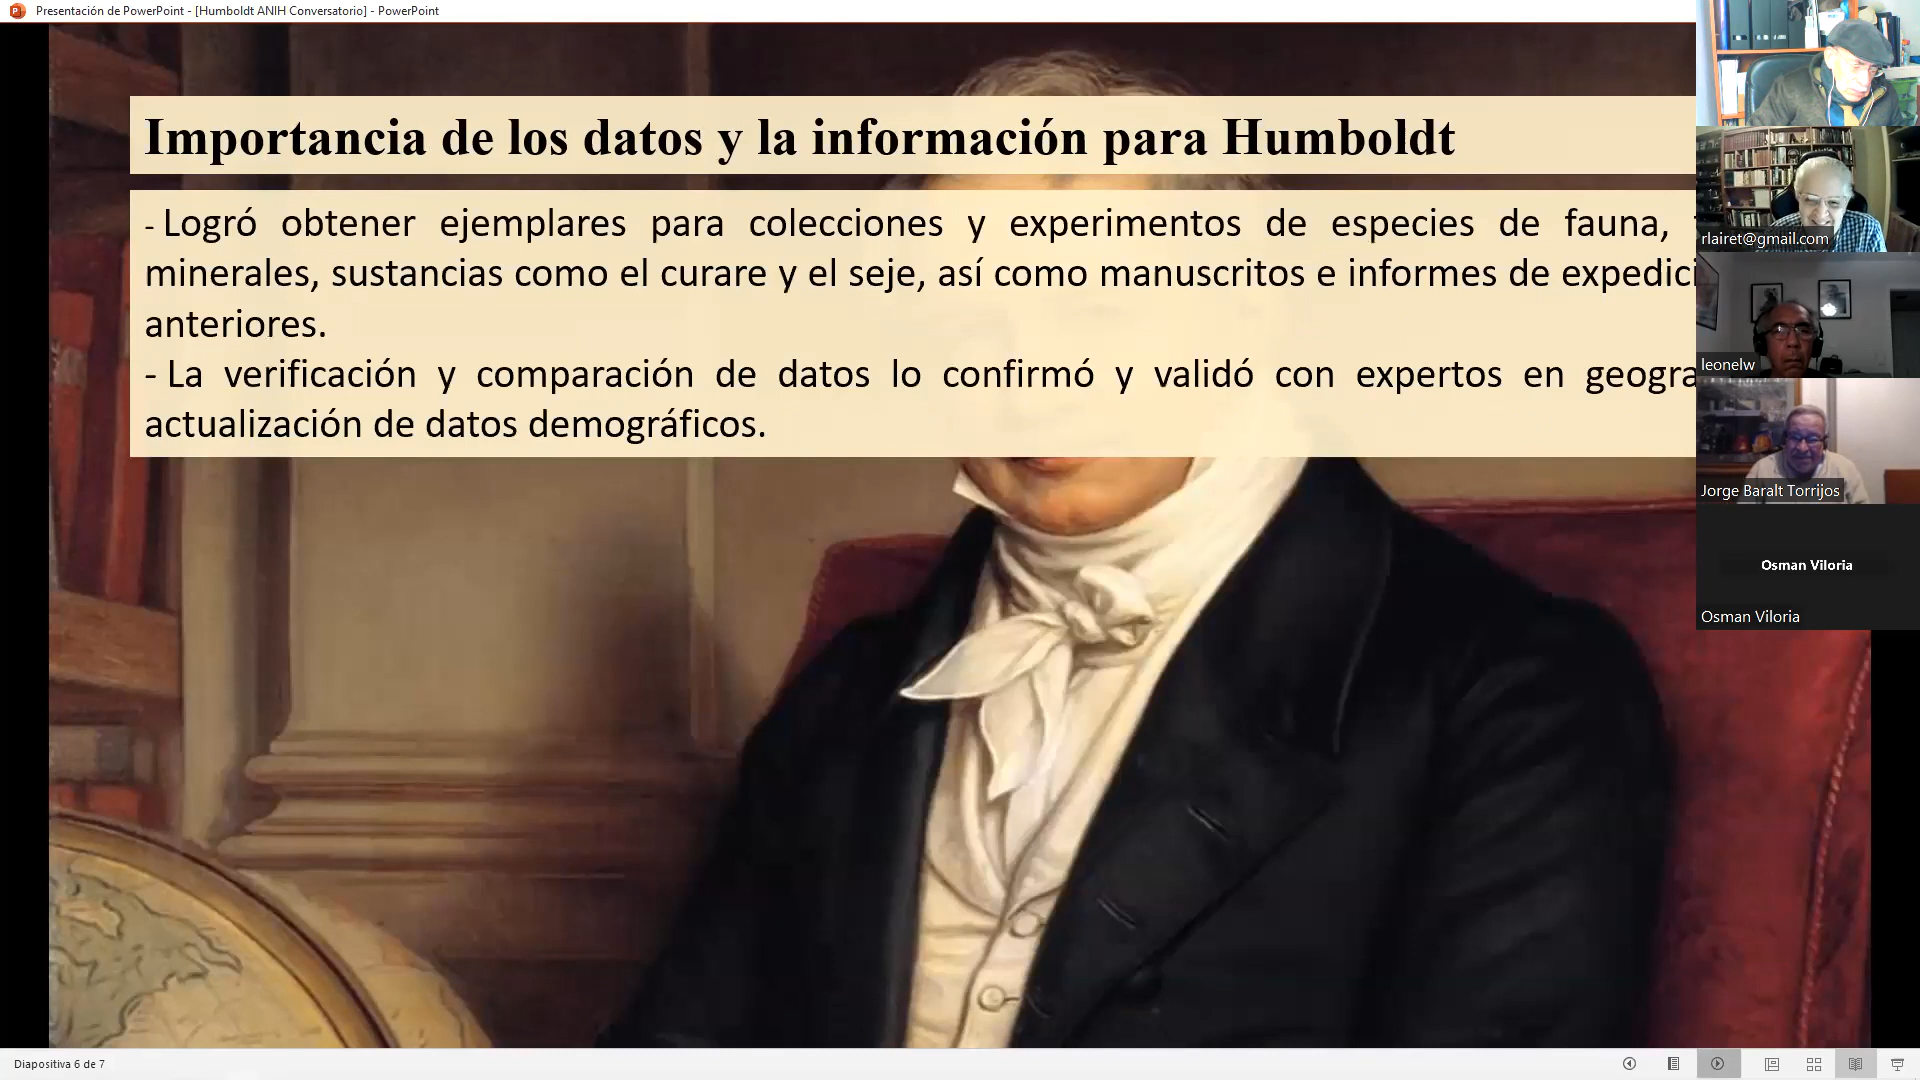 Presentación de PowerPoint - [Humboldt ANIH Conversatorio] - PowerPoint
Importancia de los datos y la información para Humboldt
- Logró obtener ejemplares para colecciones y experimentos de especies de fauna,
minerales, sustancias como el curare y el seje, así como manuscritos e informes de
anteriores.
- La verificación y comparación de datos lo confirmó y validó con expertos en
actualización de datos demográficos.
rlairet@gmail.com
leonelw
Jorge Baralt Torrijos
Osman Viloria
Osman Viloria
Diapositiva 6 de 7